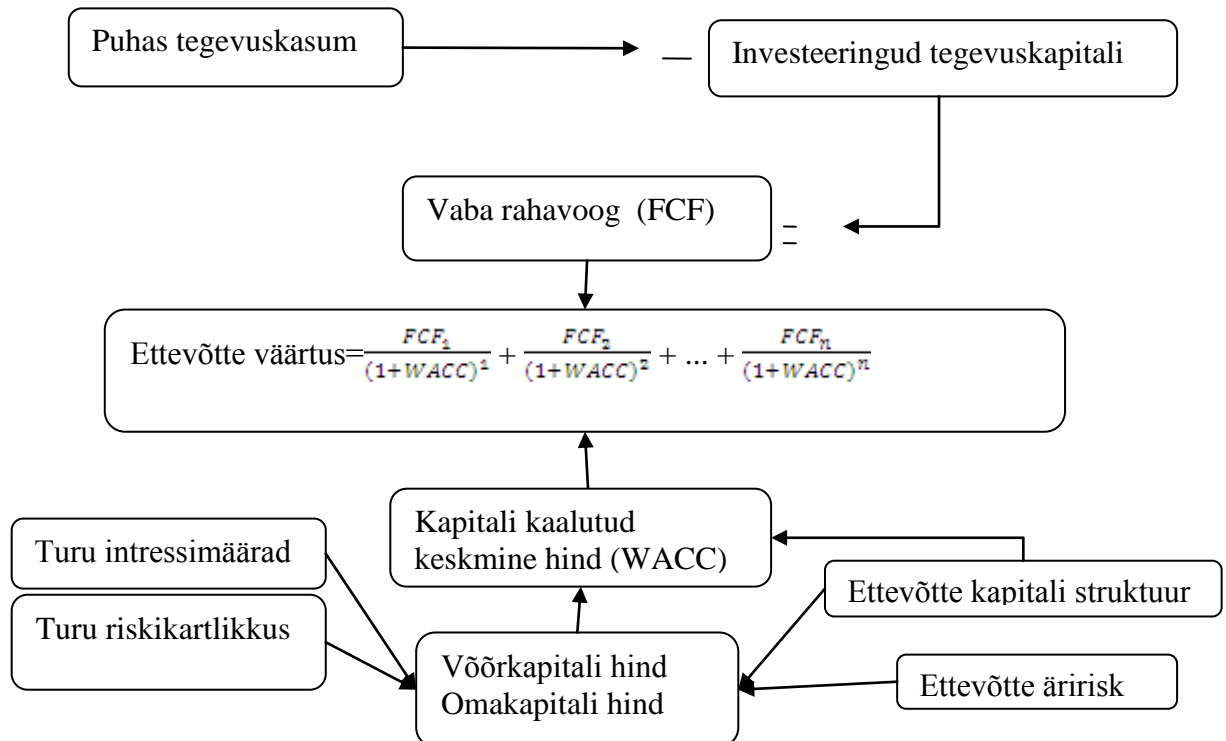 Puhas tegevuskasum
— Investeeringud tegevuskapitali
Vaba rahavoog (FCF)
=
Ettevõtte väärtus=FCF₁/(1+WACC)¹ + FCF₂/(1+WACC)² + ... + FCFₙ/(1+WACC)ⁿ
Kapitali kaalutud
keskmine hind (WACC)
Turu intressimäärad
Turu riskikartlikkus
Ettevõtte kapitali struktuur
Võõrkapitali hind
Omakapitali hind
Ettevõtte äririsk